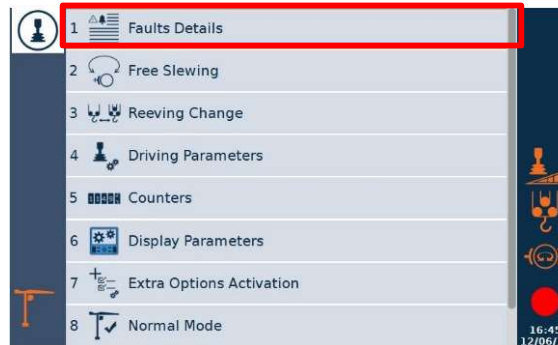 1 Faults Details
2 Free Slewing
3 Reeving Change
4 Driving Parameters
5 Counters
6 Display Parameters
7 Extra Options Activation
8 Normal Mode
16:45
12/06/